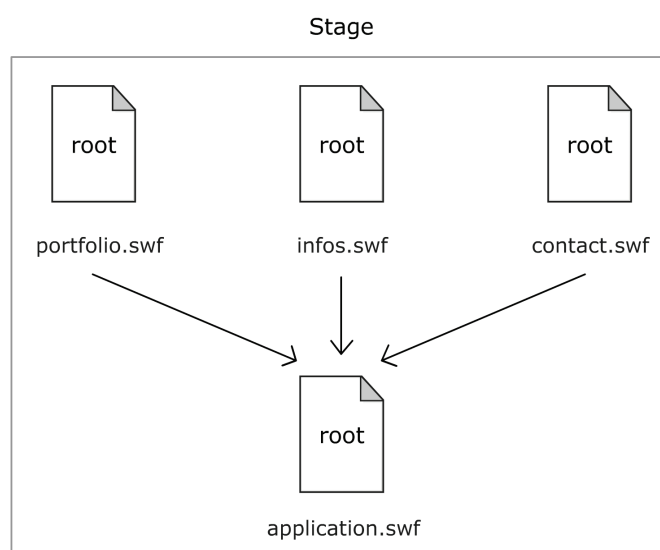 Stage
root
root
root
portfolio.swf
infos.swf
contact.swf
root
application.swf